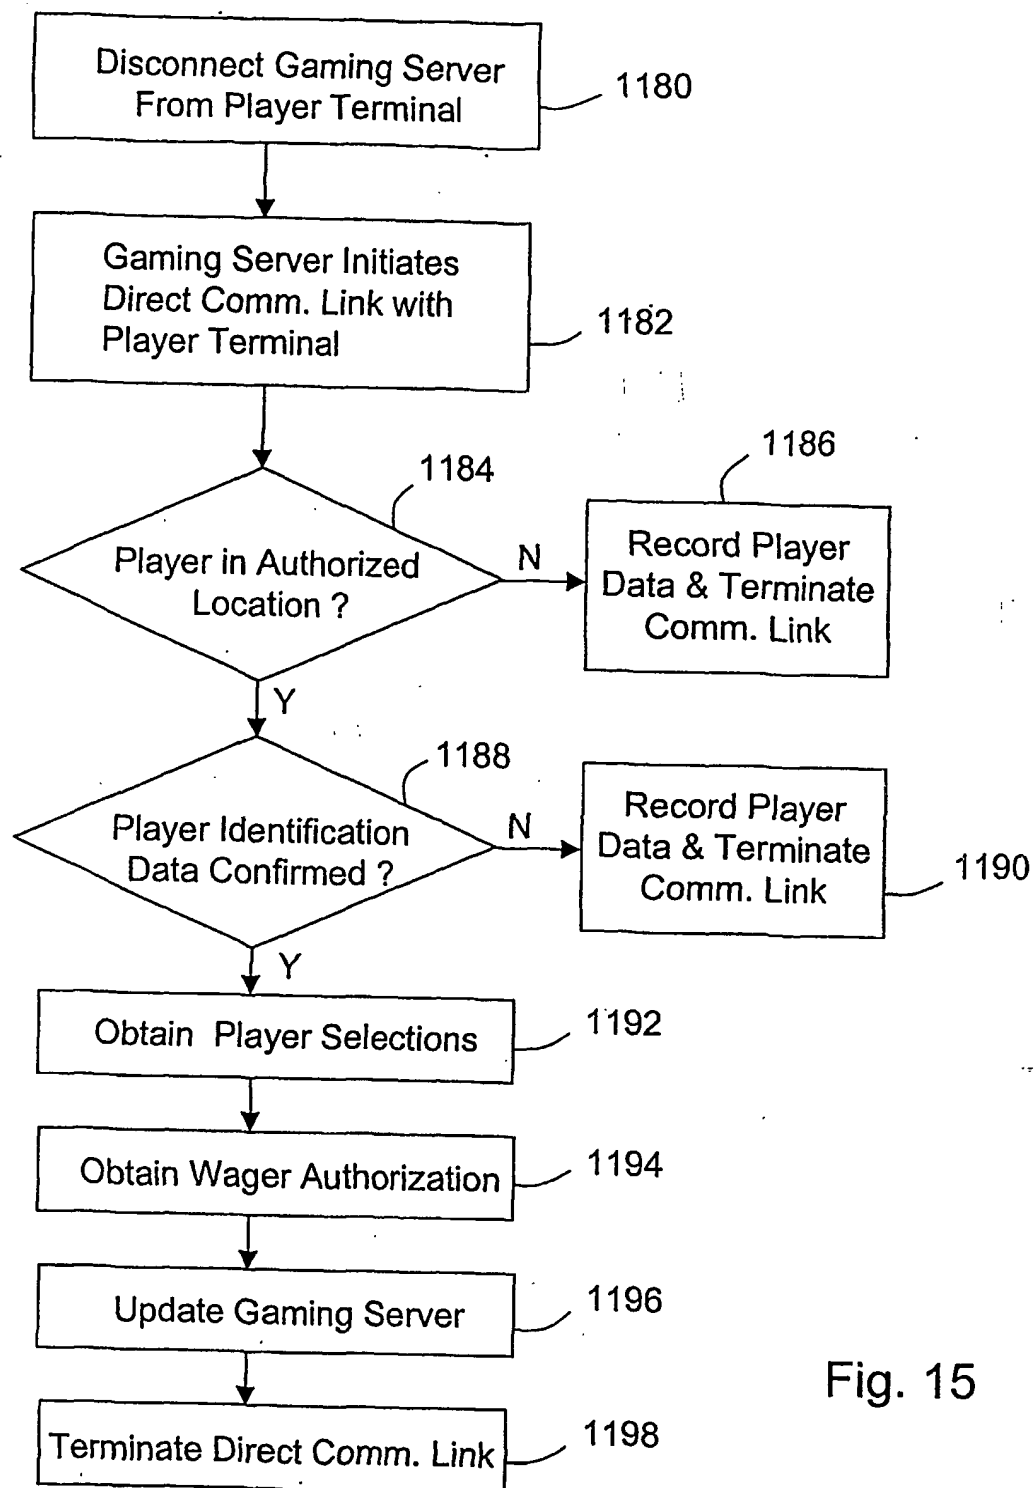 Disconnect Gaming Server
From Player Terminal
1180
Gaming Server Initiates
Direct Comm. Link with
Player Terminal
1182
1184
1186
Player in Authorized
Location ?
N
Record Player
Data & Terminate
Comm. Link
Y
1188
Player Identification
Data Confirmed ?
N
Record Player
Data & Terminate
Comm. Link
1190
Y
Obtain Player Selections
1192
Obtain Wager Authorization
1194
Update Gaming Server
1196
Fig. 15
Terminate Direct Comm. Link
1198